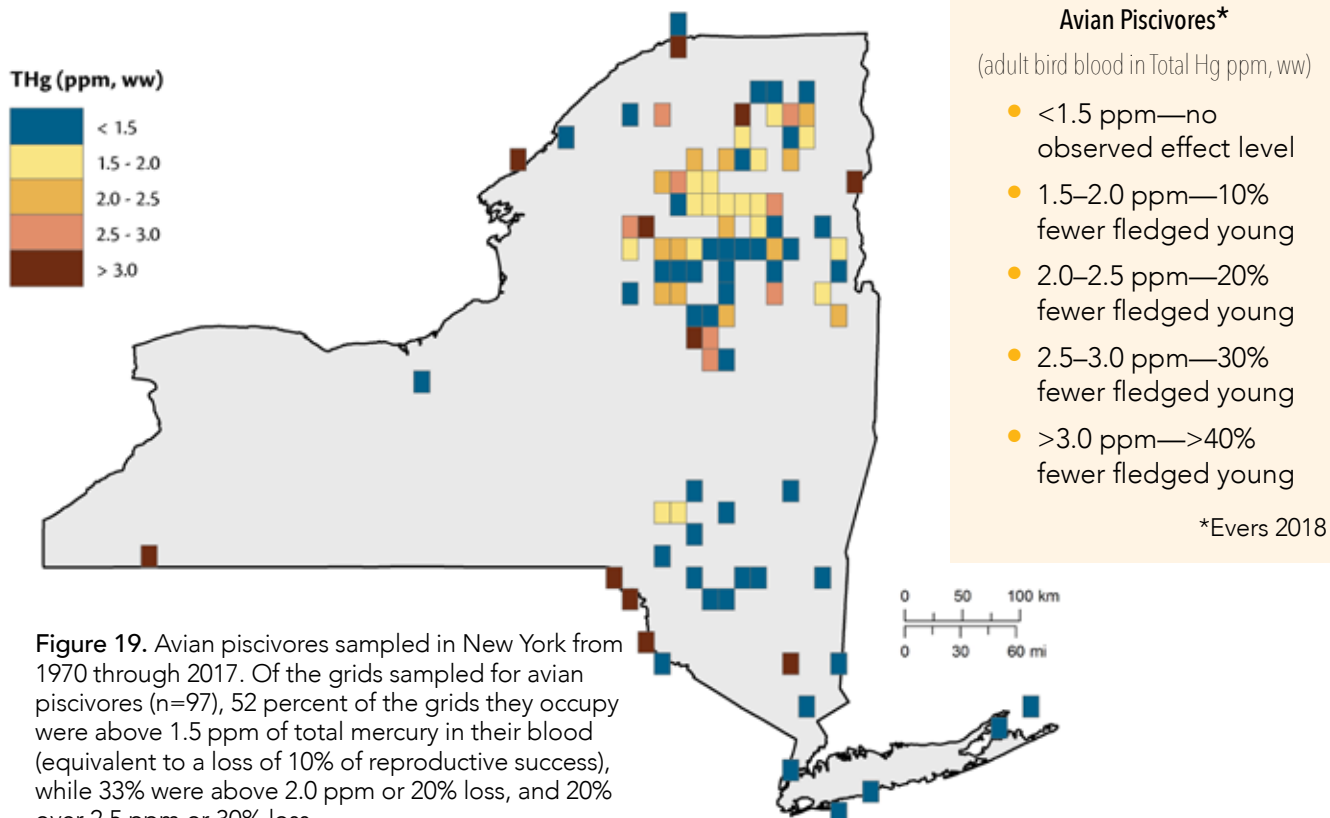 THg (ppm, ww)
< 1.5
1.5 - 2.0
2.0 - 2.5
2.5 - 3.0
> 3.0
Avian Piscivores*
(adult bird blood in Total Hg ppm, ww)
<1.5 ppm—no
observed effect level
1.5–2.0 ppm—10%
fewer fledged young
2.0–2.5 ppm—20%
fewer fledged young
2.5–3.0 ppm—30%
fewer fledged young
>3.0 ppm—>40%
fewer fledged young
*Evers 2018
0 50 100 km
0 30 60 mi
Figure 19. Avian piscivores sampled in New York from
1970 through 2017. Of the grids sampled for avian
piscivores (n=97), 52 percent of the grids they occupy
were above 1.5 ppm of total mercury in their blood
(equivalent to a loss of 10% of reproductive success),
while 33% were above 2.0 ppm or 20% loss, and 20%
over 2.5 ppm or 30% loss